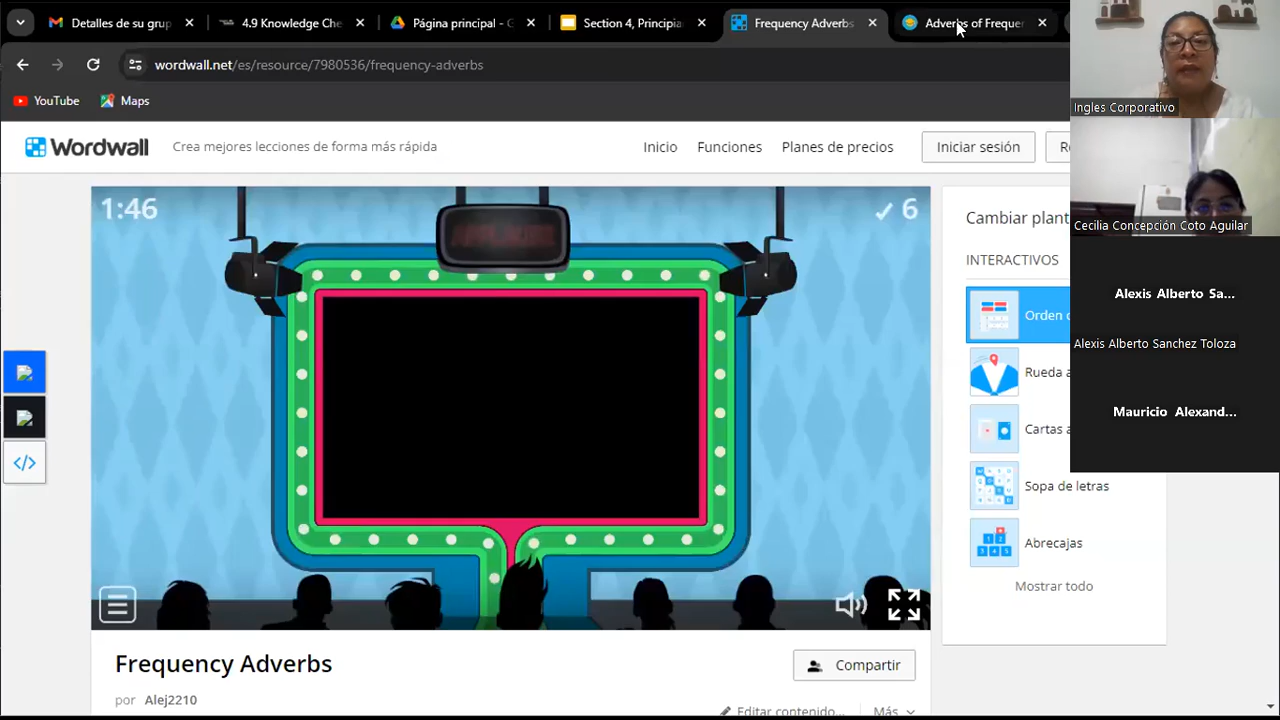 Detalles de su grup
4.9 Knowledge Che
Página principal - G
Section 4, Principian
Frequency Adverbs
Adverbs of Frequen
wordwall.net/es/resource/7980536/frequency-adverbs
YouTube
Maps
Wordwall
Crea mejores lecciones de forma más rápida
Inicio
Funciones
Planes de precios
Iniciar sesión
Re
1:46
APPLAUSE
6
Cambiar plant
INTERACTIVOS
Orden d
Rueda a
Cartas a
Sopa de letras
Abrecajas
Mostrar todo
Frequency Adverbs
Compartir
por Alej2210
Editar contenido...
Más
Ingles Corporativo
Cecilia Concepción Coto Aguilar
Alexis Alberto Sa...
Alexis Alberto Sanchez Toloza
Mauricio Alexand...